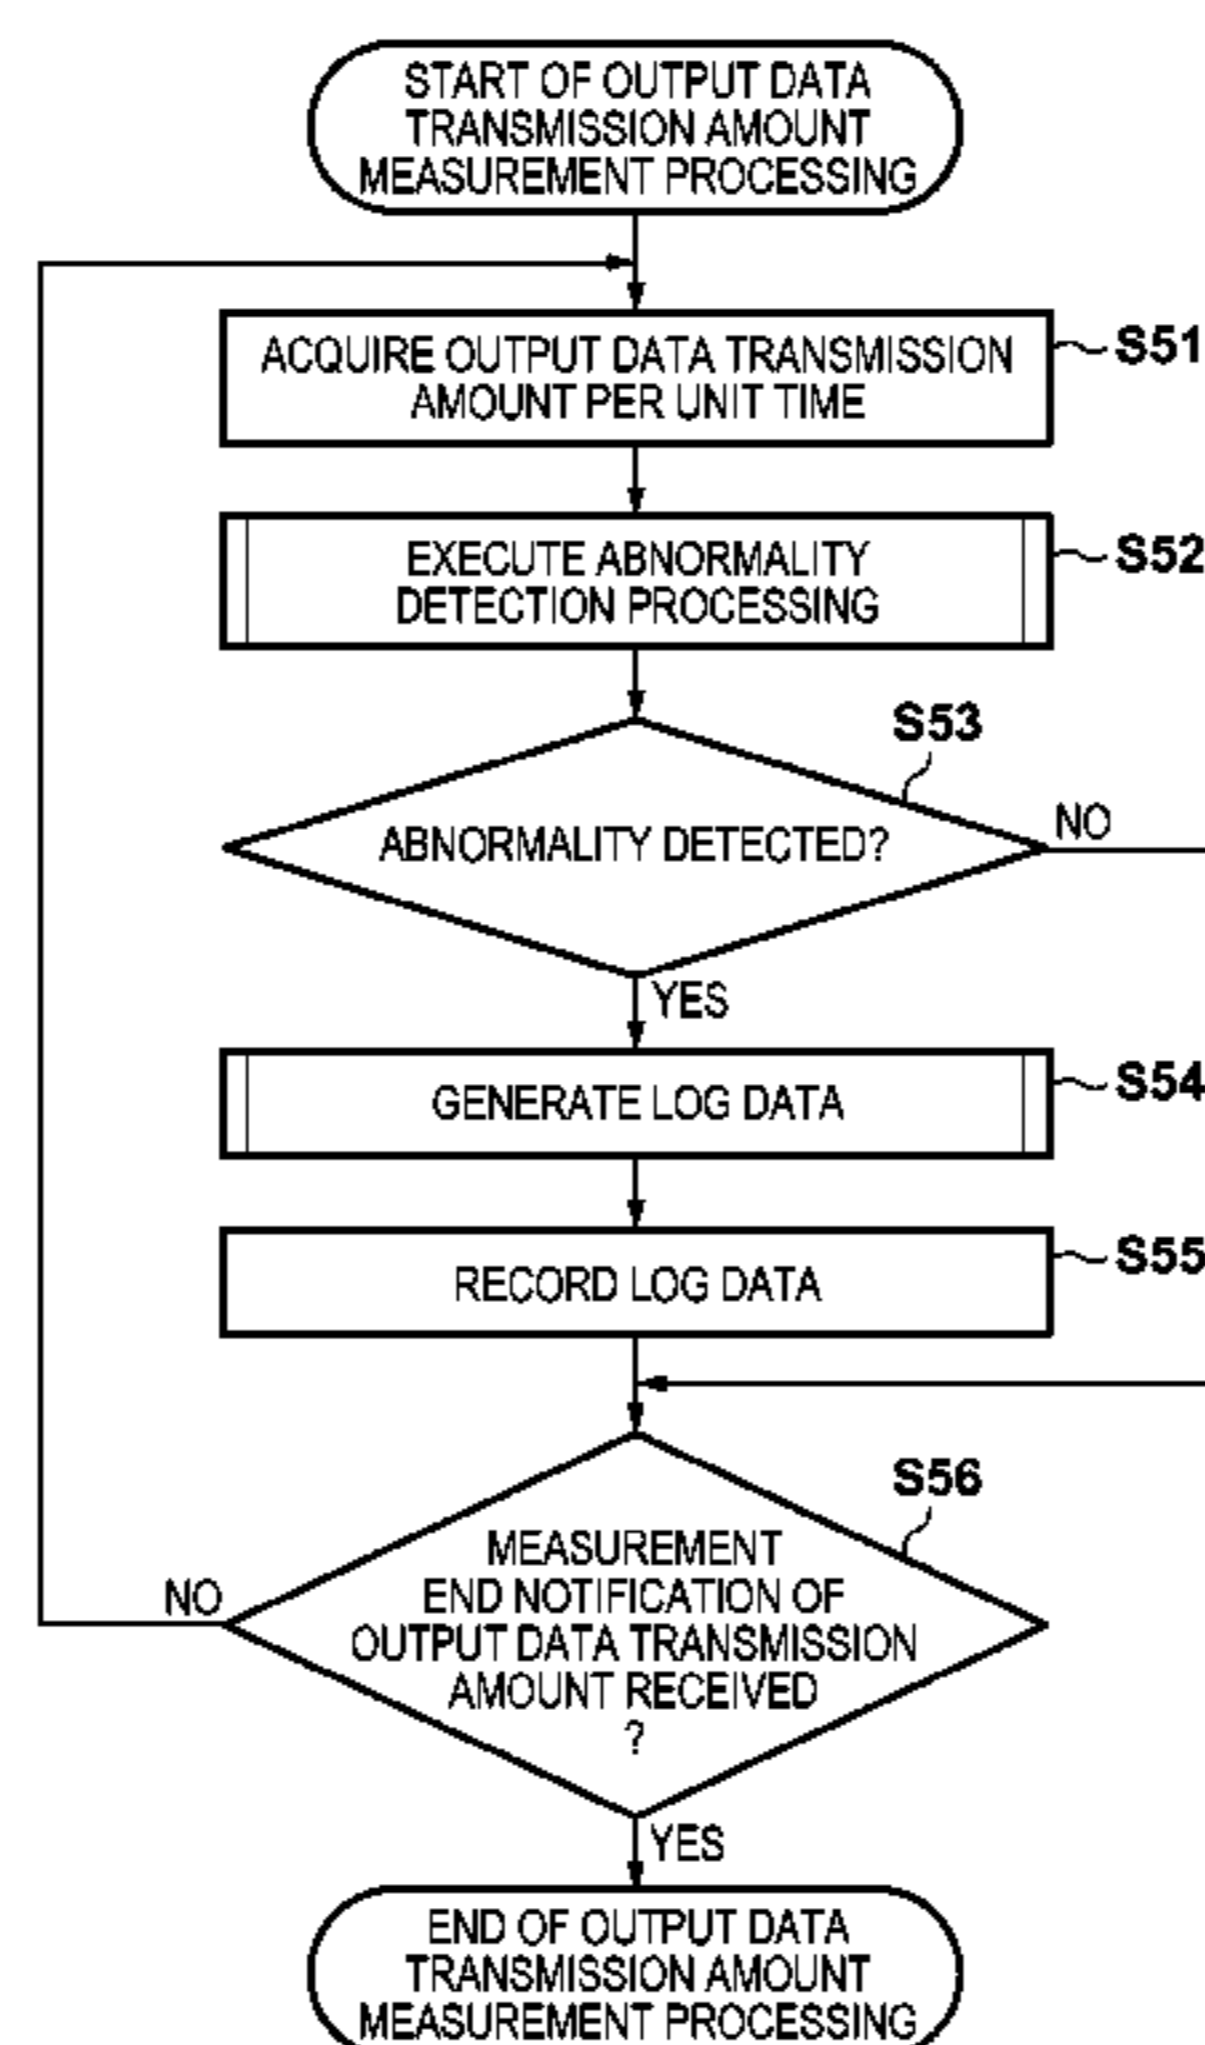 START OF OUTPUT DATA
TRANSMISSION AMOUNT
MEASUREMENT PROCESSING
ACQUIRE OUTPUT DATA TRANSMISSION
AMOUNT PER UNIT TIME
S51
EXECUTE ABNORMALITY
DETECTION PROCESSING
S52
S53
ABNORMALITY DETECTED?
NO
YES
GENERATE LOG DATA
S54
RECORD LOG DATA
S55
S56
MEASUREMENT
END NOTIFICATION OF
OUTPUT DATA TRANSMISSION
AMOUNT RECEIVED
?
NO
YES
END OF OUTPUT DATA
TRANSMISSION AMOUNT
MEASUREMENT PROCESSING